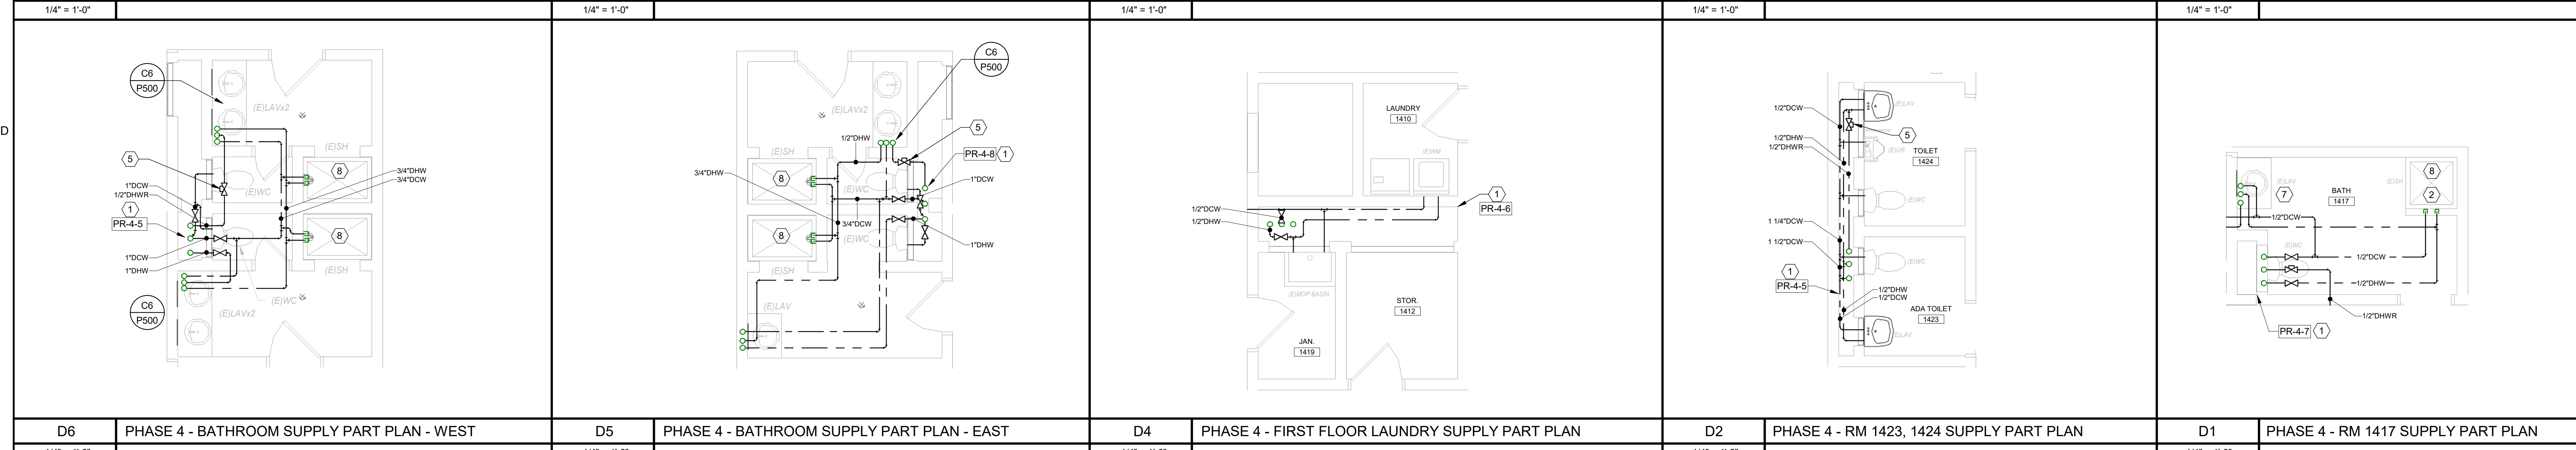 1/4" = 1'-0"
1/4" = 1'-0"
1/4" = 1'-0"
1/4" = 1'-0"
1/4" = 1'-0"
D
C6
P500
(E)LAVx2
(E)SH
8
5
1"DCW
1/2"DHWR
1
PR-4-5
(E)WC
3/4"DHW
3/4"DCW
8
1"DCW
1"DHW
(E)SH
(E)WC
C6
P500
(E)LAVx2
C6
P500
(E)LAVx2
5
1/2"DHW
(E)SH
PR-4-8
1
3/4"DHW
8
(E)WC
1"DCW
3/4"DCW
8
(E)WC
1"DHW
(E)SH
(E)LAV
LAUNDRY
1410
(E)WM
1
PR-4-6
1/2"DCW
1/2"DHW
(E)MOP BASIN
STOR.
1412
JAN.
1419
1/2"DCW
(E)LAV
5
1/2"DHW
1/2"DHWR
(E)UR
TOILET
1424
(E)WC
1 1/4"DCW
1 1/2"DCW
(E)WC
1
PR-4-5
1/2"DHW
1/2"DCW
ADA TOILET
1423
(E)LAV
(E)LAV
7
BATH
1417
(E)SH
8
2
1/2"DCW
(E)WC
1/2"DCW
1/2"DHW
1/2"DHWR
PR-4-7
1
D6
PHASE 4 - BATHROOM SUPPLY PART PLAN - WEST
D5
PHASE 4 - BATHROOM SUPPLY PART PLAN - EAST
D4
PHASE 4 - FIRST FLOOR LAUNDRY SUPPLY PART PLAN
D2
PHASE 4 - RM 1423, 1424 SUPPLY PART PLAN
D1
PHASE 4 - RM 1417 SUPPLY PART PLAN